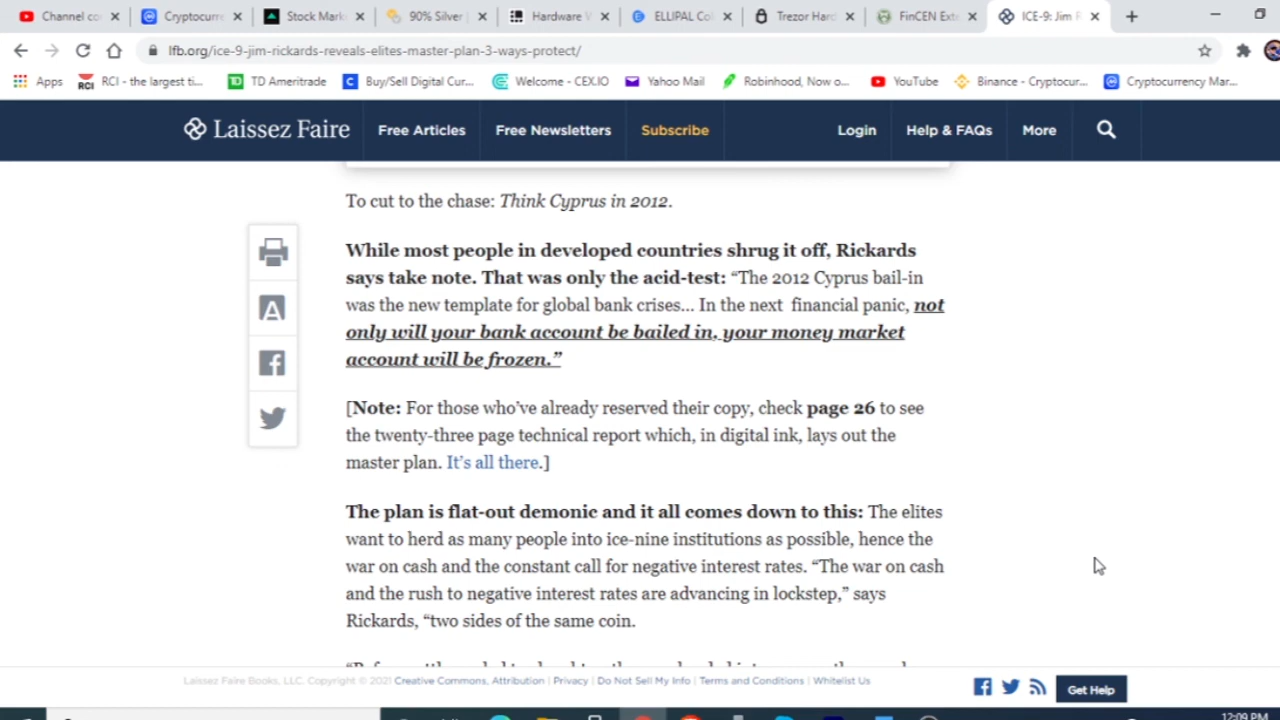 Channel co
Cryptocurre
Stock Mark
90% Silver
Hardware
ELLIPAL Co
Trezor Hard
FinCEN Exte
ICE-9: Jim R
lfb.org/ice-9-jim-rickards-reveals-elites-master-plan-3-ways-protect/
Apps
RCI - the largest ti...
TD Ameritrade
Buy/Sell Digital Cur...
Welcome - CEX.IO
Yahoo Mail
Robinhood, Now o...
YouTube
Binance - Cryptocur...
Cryptocurrency Mar...
Laissez Faire
Free Articles
Free Newsletters
Subscribe
Login
Help & FAQs
More
To cut to the chase: Think Cyprus in 2012.
While most people in developed countries shrug it off, Rickards
says take note. That was only the acid-test: “The 2012 Cyprus bail-in
was the new template for global bank crises... In the next financial panic, not
only will your bank account be bailed in, your money market
account will be frozen.”
[Note: For those who’ve already reserved their copy, check page 26 to see
the twenty-three page technical report which, in digital ink, lays out the
master plan. It’s all there.]
The plan is flat-out demonic and it all comes down to this: The elites
want to herd as many people into ice-nine institutions as possible, hence the
war on cash and the constant call for negative interest rates. “The war on cash
and the rush to negative interest rates are advancing in lockstep,” says
Rickards, “two sides of the same coin.
Laissez Faire Books, LLC. Copyright © 2021 Creative Commons, Attribution | Privacy | Do Not Sell My Info | Terms and Conditions | Whitelist Us
Get Help
12:09 PM